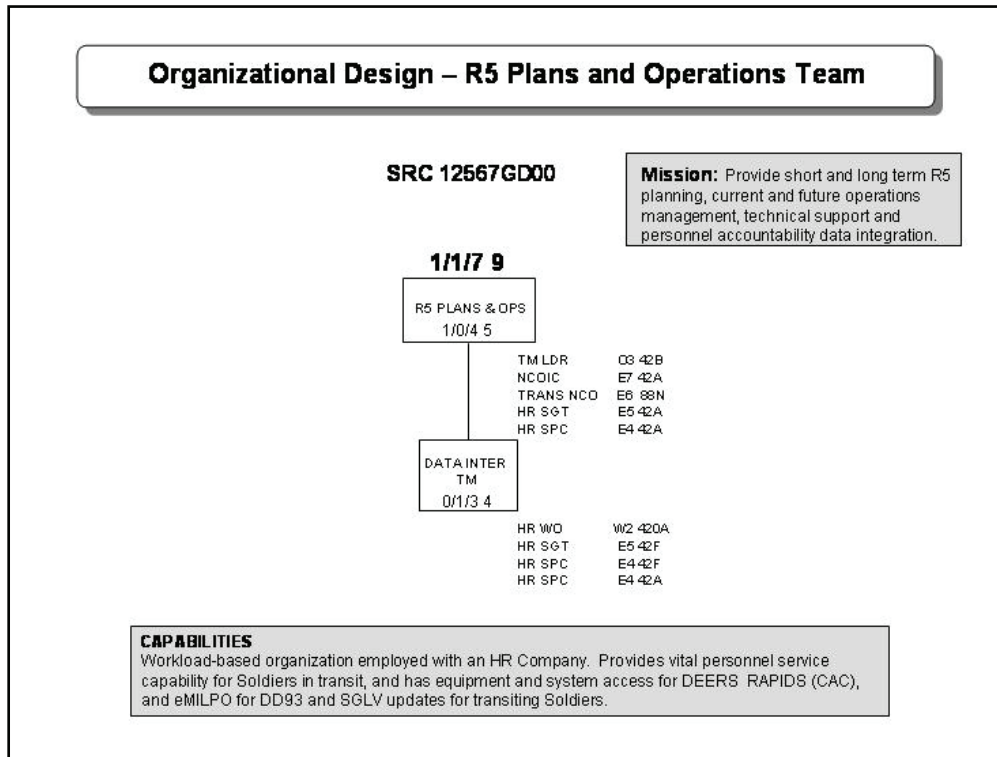 Organizational Design – R5 Plans and Operations Team
SRC 12567GD00
Mission: Provide short and long term R5
planning, current and future operations
management, technical support and
personnel accountability data integration.
1/1/7 9
R5 PLANS & OPS
1/0/4 5
TM LDR O3 42B
NCOIC E7 42A
TRANS NCO E6 88N
HR SGT E5 42A
HR SPC E4 42A
DATA INTER
TM
0/1/3 4
HR WO W2 420A
HR SGT E5 42F
HR SPC E4 42F
HR SPC E4 42A
CAPABILITIES
Workload-based organization employed with an HR Company. Provides vital personnel service
capability for Soldiers in transit, and has equipment and system access for DEERS RAPIDS (CAC),
and eMILPO for DD93 and SGLV updates for transiting Soldiers.